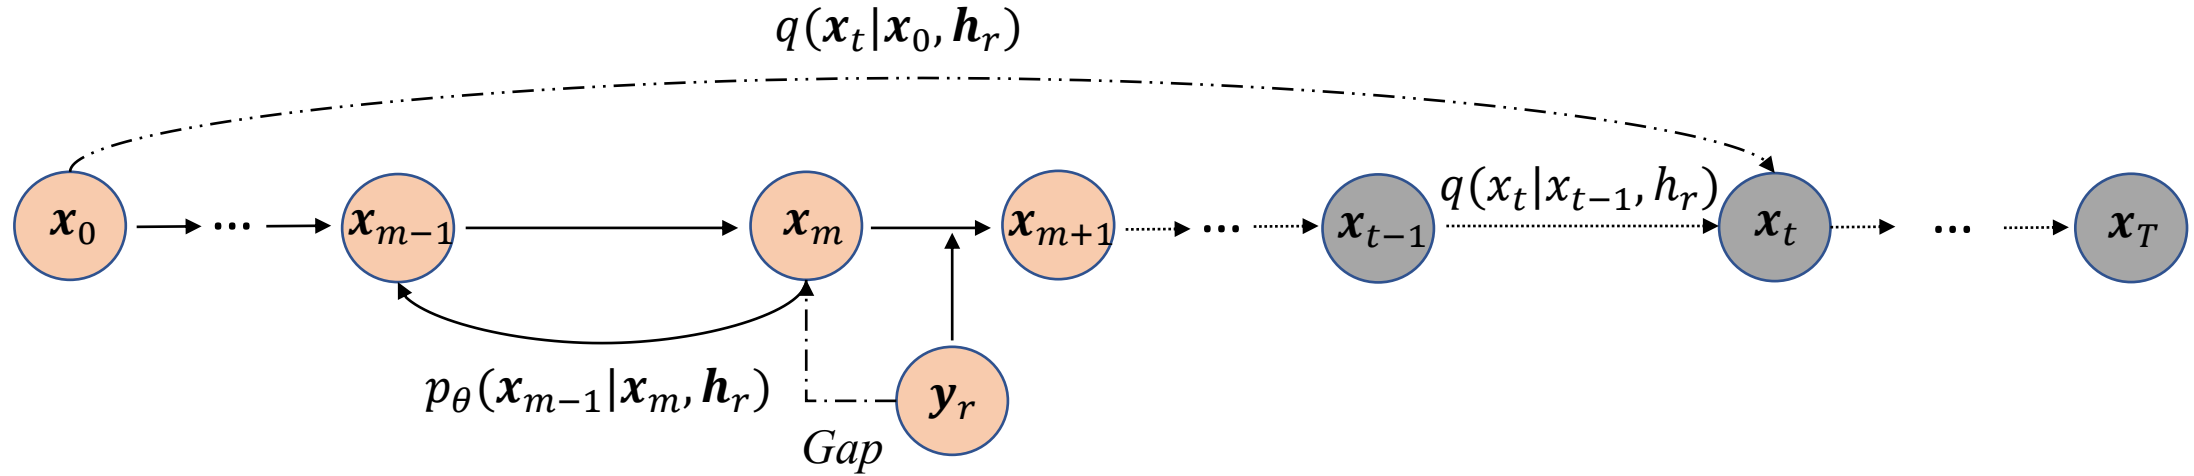 q(x_t|x_0, h_r)
x_0 ... x_{m−1} x_m x_{m+1} ... x_{t−1} q(x_t|x_{t−1}, h_r) x_t ... x_T
p_θ(x_{m−1}|x_m, h_r)
y_r
Gap